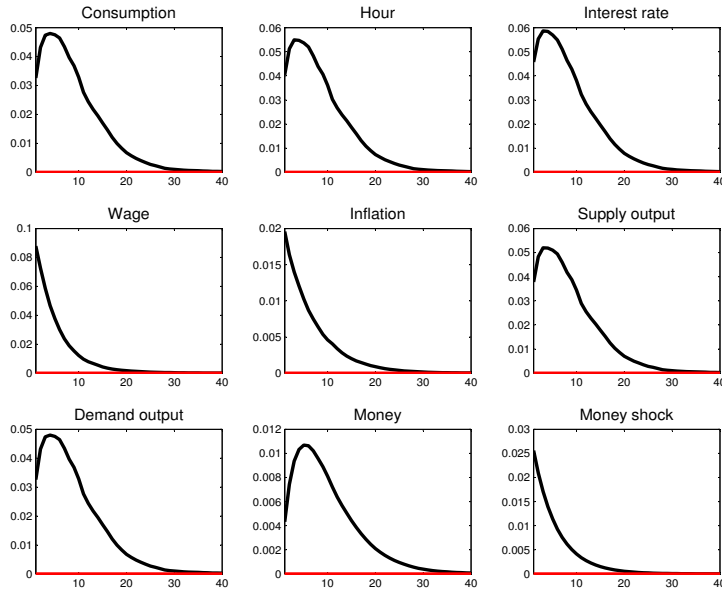 Consumption Hour Interest rate
0.05 0.06 0.06
0.04 0.05 0.05
0.03 0.04 0.04
0.02 0.03 0.03
0.01 0.02 0.02
0 0.01 0.01
0 0
10 20 30 40 10 20 30 40 10 20 30 40
Wage Inflation Supply output
0.1 0.02 0.06
0.08 0.015 0.05
0.06 0.01 0.04
0.04 0.005 0.03
0.02 0 0.02
0 0.01
0
10 20 30 40 10 20 30 40 10 20 30 40
Demand output Money Money shock
0.05 0.012 0.03
0.04 0.01 0.025
0.03 0.008 0.02
0.02 0.006 0.015
0.01 0.004 0.01
0 0.002 0.005
0 0
10 20 30 40 10 20 30 40 10 20 30 40